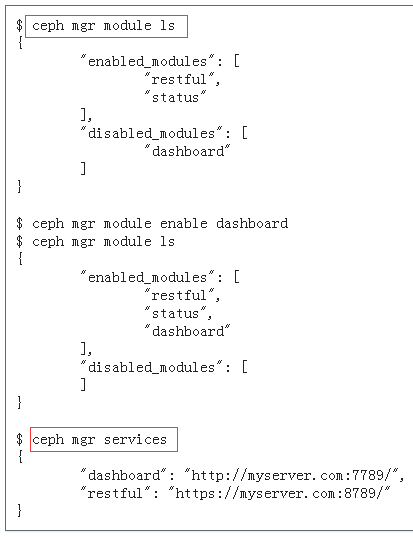 $ ceph mgr module ls
{
        "enabled_modules": [
                "restful",
                "status"
        ],
        "disabled_modules": [
                "dashboard"
        ]
}

$ ceph mgr module enable dashboard
$ ceph mgr module ls
{
        "enabled_modules": [
                "restful",
                "status",
                "dashboard"
        ],
        "disabled_modules": [
        ]
}

$ ceph mgr services
{
        "dashboard": "http://myserver.com:7789/",
        "restful": "https://myserver.com:8789/"
}